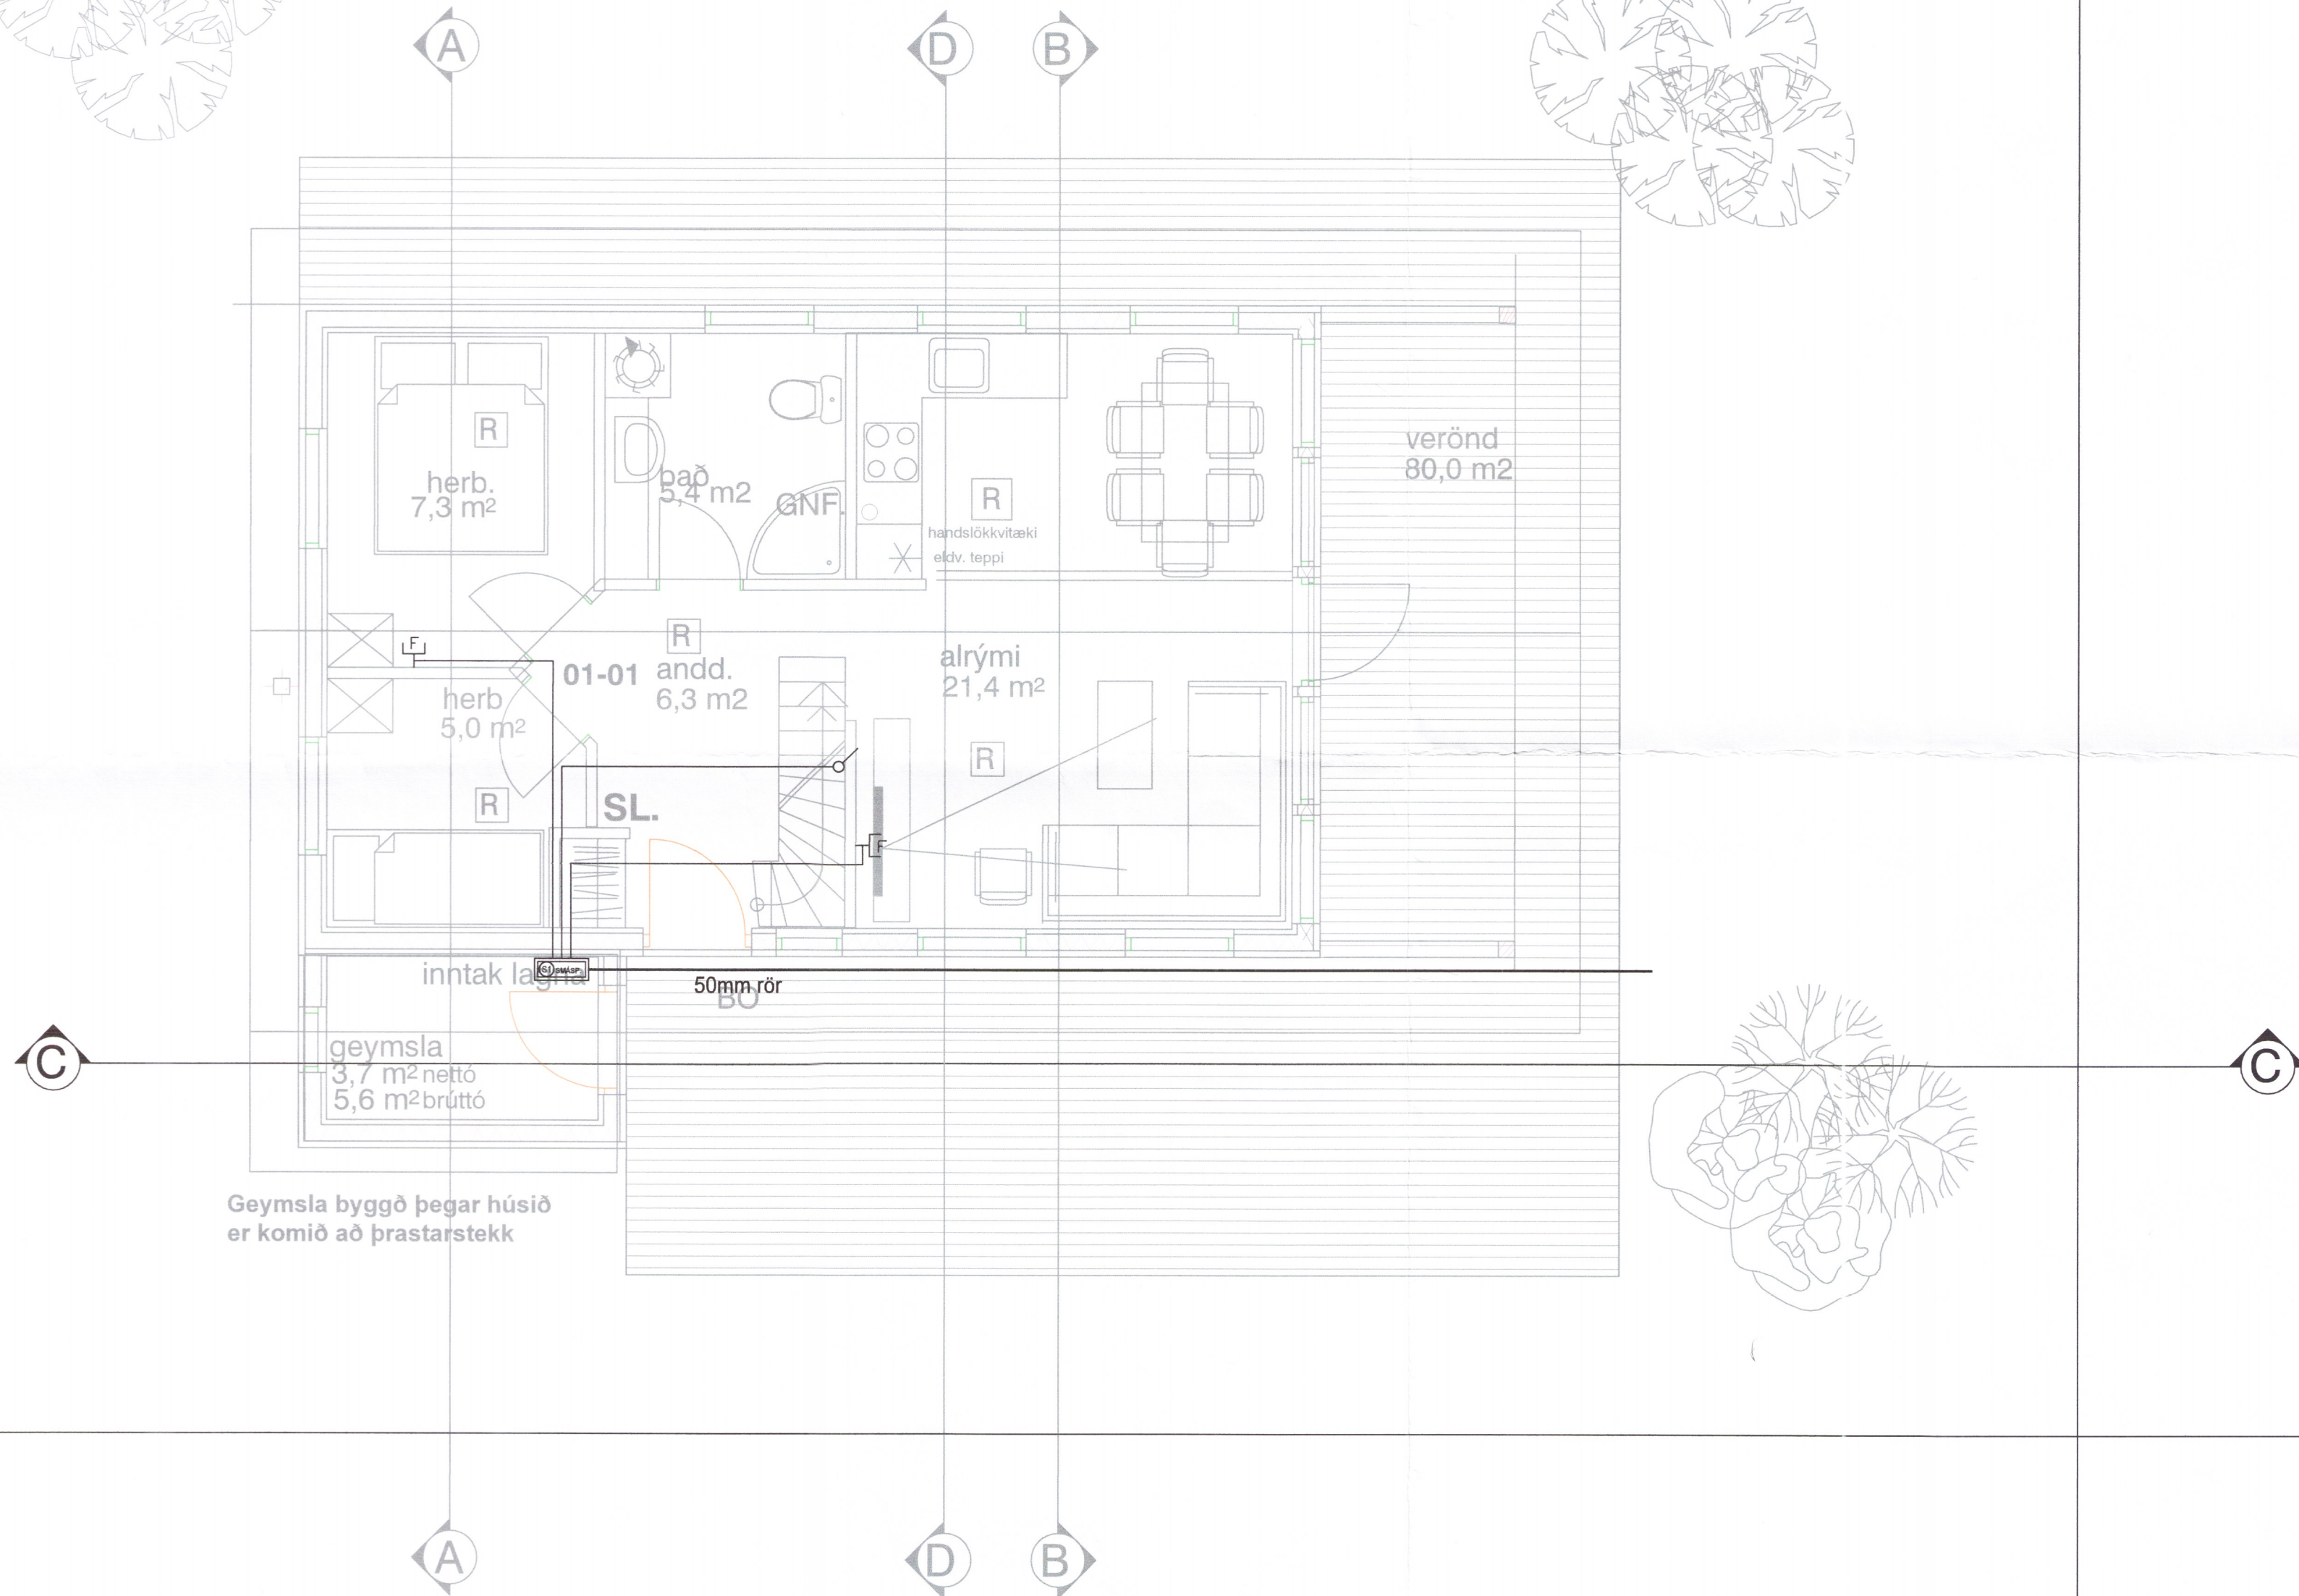 A
D
B
R
herb.
7,3 m²
bað
5,4 m2
GNF.
R
handslökkvitæki
eldv. teppi
verönd
80,0 m2
F
R
01-01
andd.
6,3 m2
alrými
21,4 m²
herb
5,0 m²
R
R
SL.
F
inntak lagna
S1 SMÁSP.
50mm rör
BO
C
C
geymsla
3,7 m² nettó
5,6 m² brúttó
Geymsla byggð þegar húsið
er komið að þrastarstekk
A
D
B